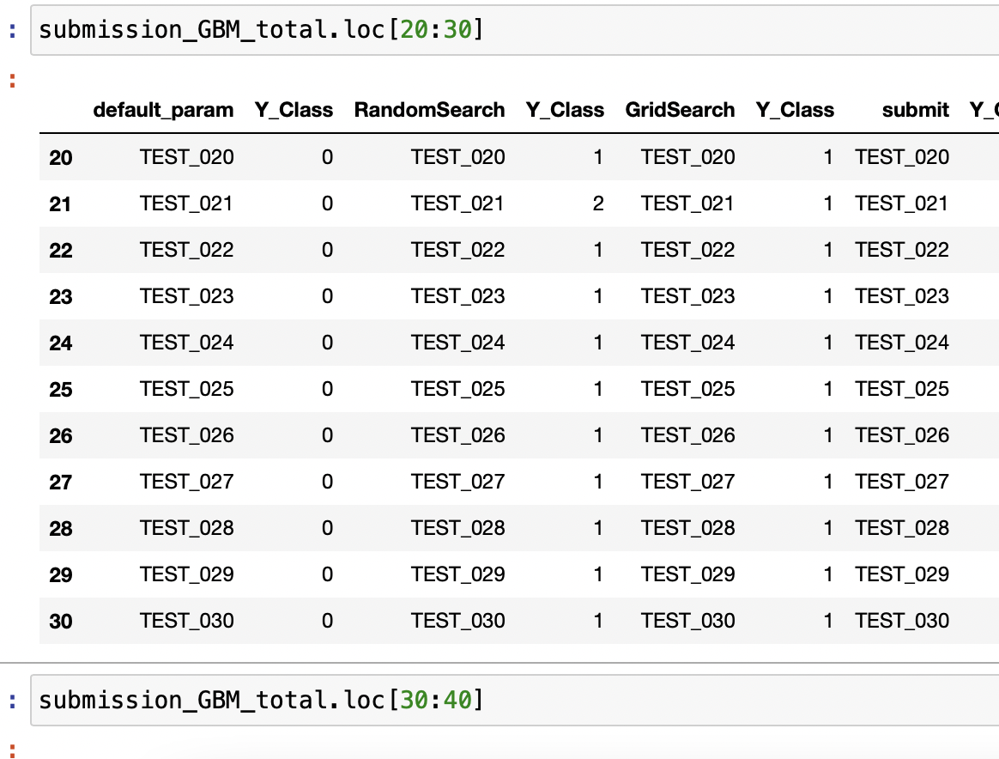 : submission_GBM_total.loc[20:30]
:
default_param Y_Class RandomSearch Y_Class GridSearch Y_Class submit Y_
20 TEST_020 0 TEST_020 1 TEST_020 1 TEST_020
21 TEST_021 0 TEST_021 2 TEST_021 1 TEST_021
22 TEST_022 0 TEST_022 1 TEST_022 1 TEST_022
23 TEST_023 0 TEST_023 1 TEST_023 1 TEST_023
24 TEST_024 0 TEST_024 1 TEST_024 1 TEST_024
25 TEST_025 0 TEST_025 1 TEST_025 1 TEST_025
26 TEST_026 0 TEST_026 1 TEST_026 1 TEST_026
27 TEST_027 0 TEST_027 1 TEST_027 1 TEST_027
28 TEST_028 0 TEST_028 1 TEST_028 1 TEST_028
29 TEST_029 0 TEST_029 1 TEST_029 1 TEST_029
30 TEST_030 0 TEST_030 1 TEST_030 1 TEST_030
: submission_GBM_total.loc[30:40]
: